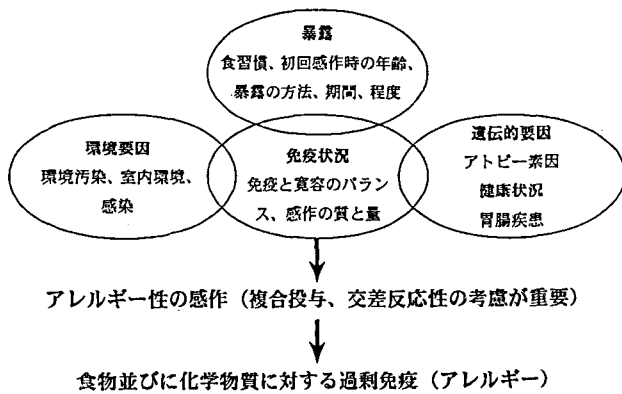 暴露
食習慣、初回感作時の年齢、
暴露の方法、期間、程度
環境要因
環境汚染、室内環境、
感染
免疫状況
免疫と寛容のバラン
ス、感作の質と量
遺伝的要因
アトピー素因
健康状況
胃腸疾患
アレルギー性の感作（複合投与、交差反応性の考慮が重要）
食物並びに化学物質に対する過剰免疫（アレルギー）